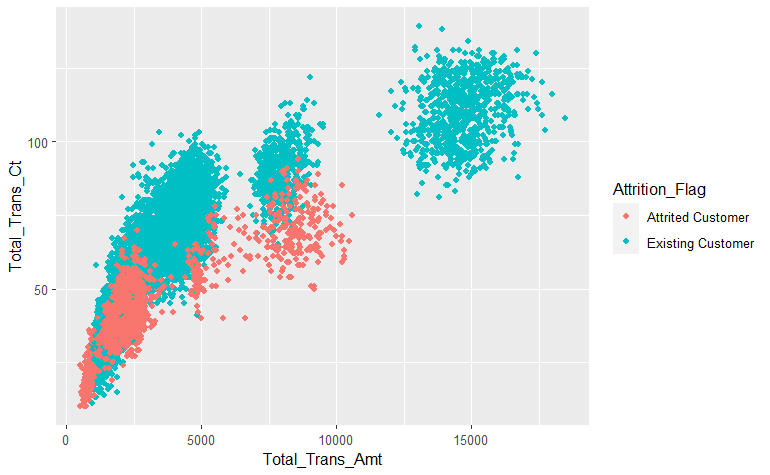 100
50
Total_Trans_Ct
0
5000
10000
15000
Total_Trans_Amt
Attrition_Flag
Attrited Customer
Existing Customer